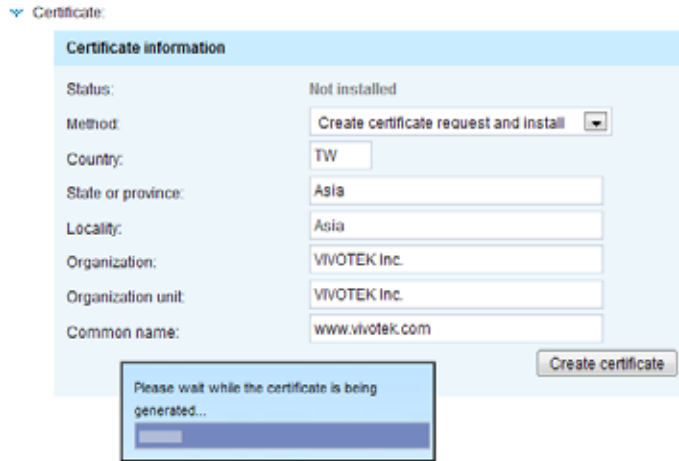 Certificate:
Certificate information
Status: Not installed
Method: Create certificate request and install
Country: TW
State or province: Asia
Locality: Asia
Organization: VIVOTEK Inc.
Organization unit: VIVOTEK Inc.
Common name: www.vivotek.com
Create certificate
Please wait while the certificate is being
generated...